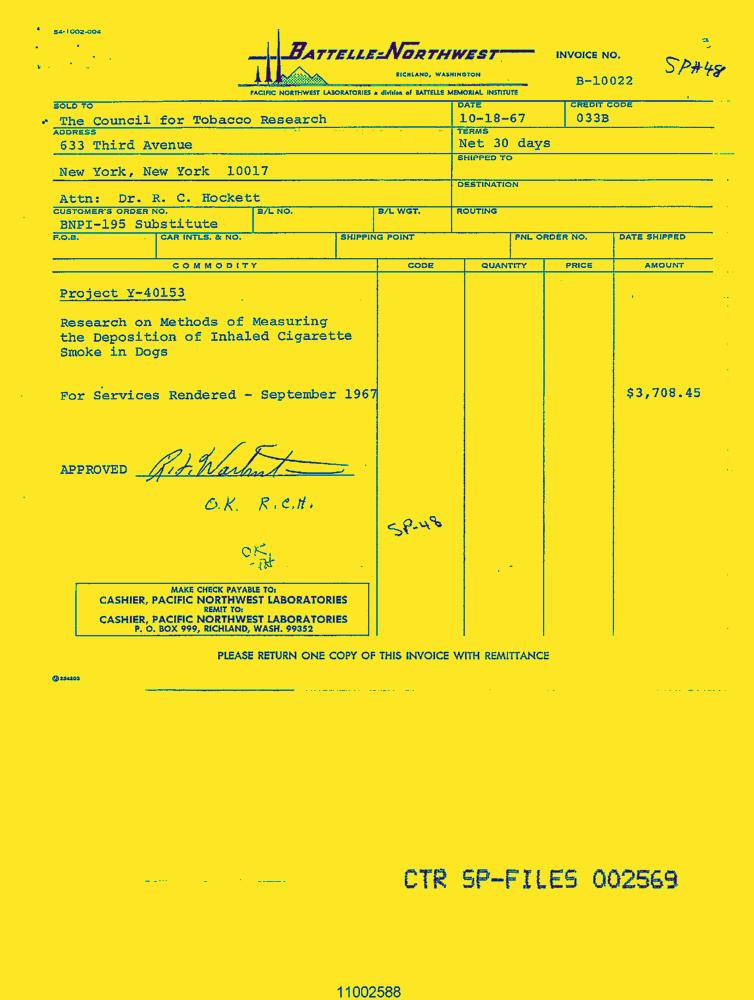 54-1002-004
BATTELLE-NORTHWEST
RICHLAND, WASHINGTON
PACIFIC NORTHWEST LABORATORIES a division of BATTELLE MEMORIAL INSTITUTE
INVOICE NO.
B-10022
SP#48
SOLD TO
The Council for Tobacco Research
DATE
10-18-67
CREDIT CODE
033B
ADDRESS
633 Third Avenue
TERMS
Net 30 days
New York, New York 10017
SHIPPED TO
Attn: Dr. R. C. Hockett
DESTINATION
CUSTOMER'S ORDER NO.
BNPI-195 Substitute
B/L NO.
B/L WGT.
ROUTING
F.O.B.
CAR INTLS. & NO.
SHIPPING POINT
PNL ORDER NO.
DATE SHIPPED
COMMODITY
CODE
QUANTITY
PRICE
AMOUNT
Project Y-40153
Research on Methods of Measuring
the Deposition of Inhaled Cigarette
Smoke in Dogs
For Services Rendered - September 1967
$3,708.45
APPROVED
O.K. R.C.H.
SP-48
OK
MAKE CHECK PAYABLE TO:
CASHIER, PACIFIC NORTHWEST LABORATORIES
REMIT TO:
CASHIER, PACIFIC NORTHWEST LABORATORIES
P. O. BOX 999, RICHLAND, WASH. 99352
PLEASE RETURN ONE COPY OF THIS INVOICE WITH REMITTANCE
CTR SP-FILES 002569
11002588